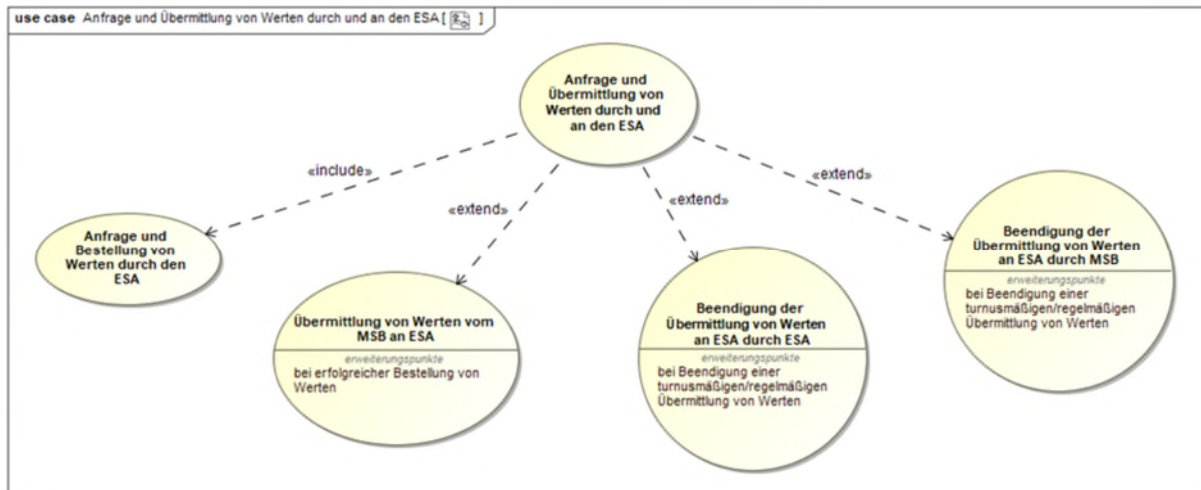 use case Anfrage und Übermittlung von Werten durch und an den ESA [ ]
Anfrage und
Übermittlung von
Werten durch und
an den ESA
«include»
«extend»
«extend»
«extend»
Anfrage und
Bestellung von
Werten durch den
ESA
Übermittlung von Werten vom
MSB an ESA
erweiterungspunkte
bei erfolgreicher Bestellung von
Werten
Beendigung der
Übermittlung von Werten
an ESA durch ESA
erweiterungspunkte
bei Beendigung einer
turnusmäßigen/regelmäßigen
Übermittlung von Werten
Beendigung der
Übermittlung von Werten
an ESA durch MSB
erweiterungspunkte
bei Beendigung einer
turnusmäßigen/regelmäßigen
Übermittlung von Werten